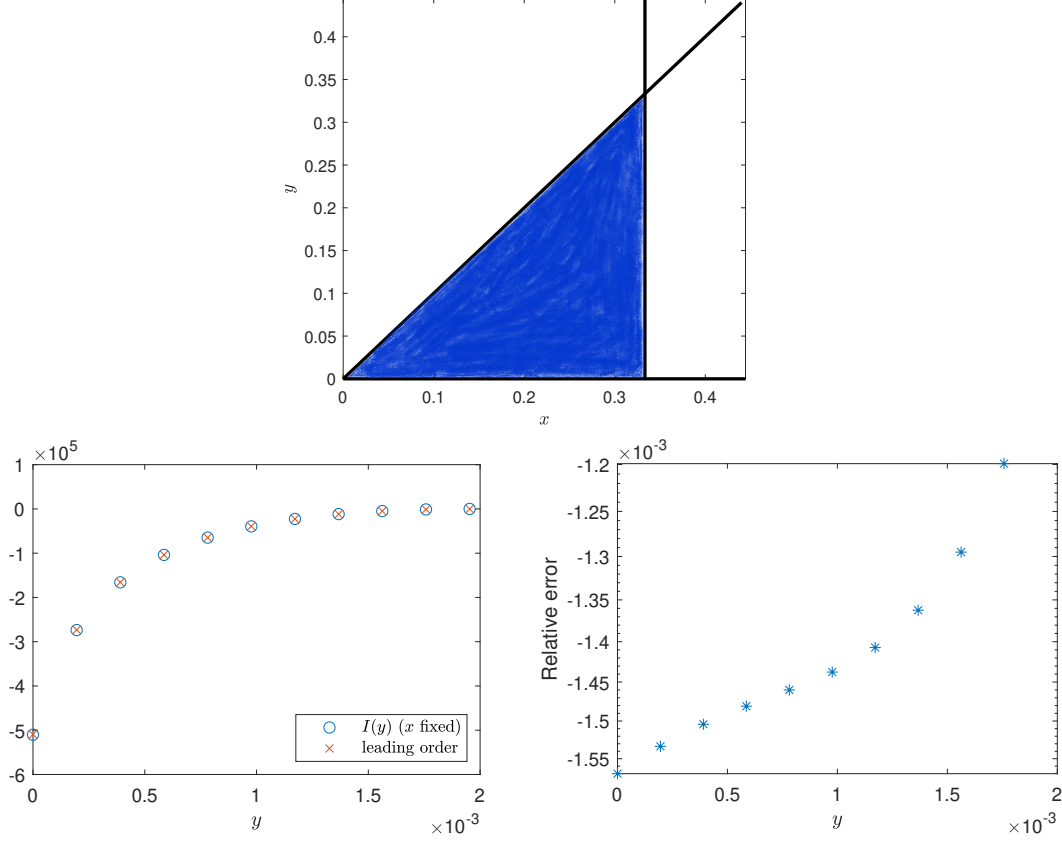 0.4
0.35
0.3
0.25
0.2
0.15
0.1
0.05
0
y
0 0.1 0.2 0.3 0.4
x
×10⁵
1
0
-1
-2
-3
-4
-5
-6
I(y) (x fixed)
leading order
0 0.5 1 1.5 2
y
×10⁻³
×10⁻³
-1.2
-1.25
-1.3
-1.35
-1.4
-1.45
-1.5
-1.55
Relative error
0 0.5 1 1.5 2
y
×10⁻³